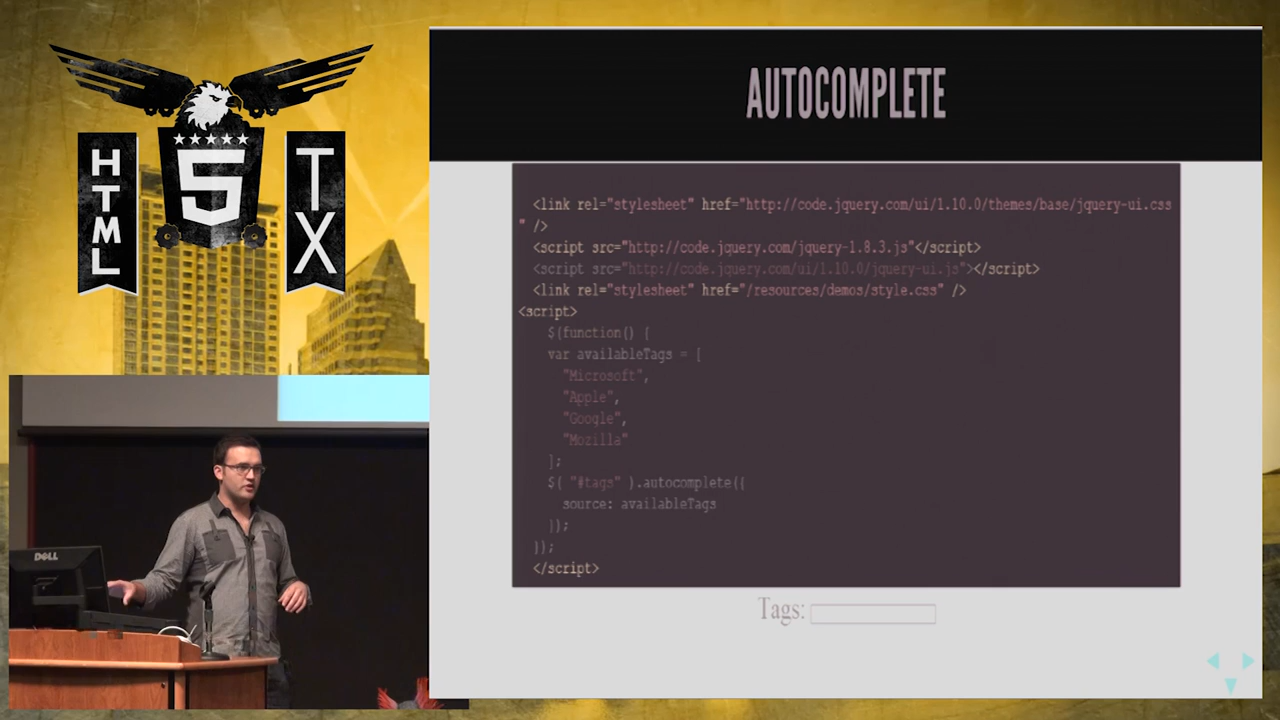 HTML
5
TX
DELL
AUTOCOMPLETE
<link rel="stylesheet" href="http://code.jquery.com/ui/1.10.0/themes/base/jquery-ui.css
" />
<script src="http://code.jquery.com/jquery-1.8.3.js"</script>
<script src="http://code.jquery.com/ui/1.10.0/jquery-ui.js"></script>
<link rel="stylesheet" href="/resources/demos/style.css" />
<script>
$(function() {
var availableTags = [
"Microsoft",
"Apple",
"Google",
"Mozilla"
];
$( "#tags" ).autocomplete({
source: availableTags
});
});
</script>
Tags: